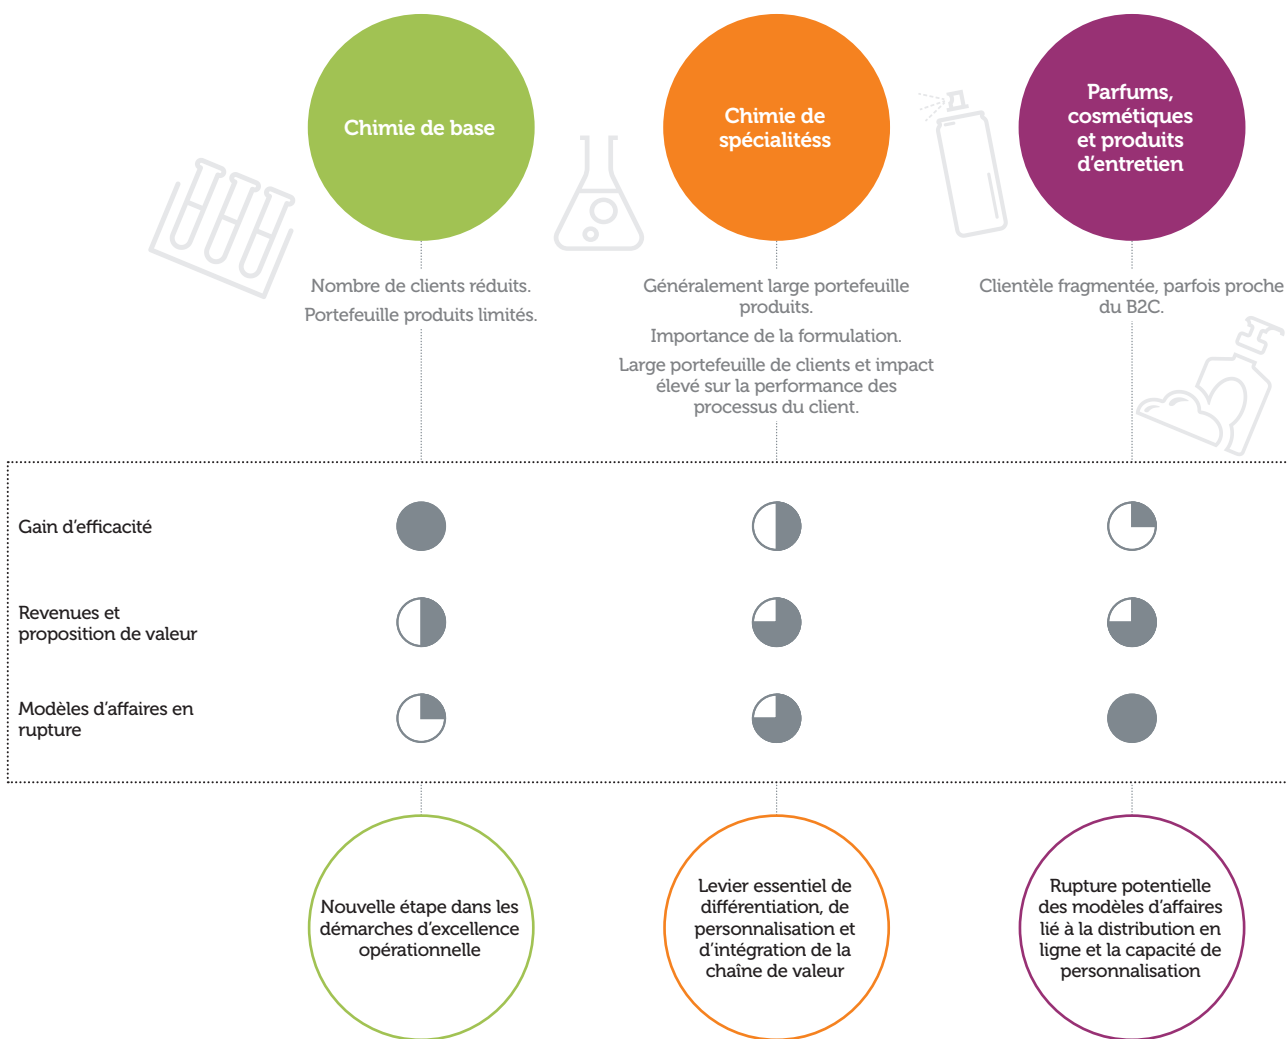 Chimie de base
Chimie de
spécialitéss
Parfums,
cosmétiques
et produits
d’entretien
Nombre de clients réduits.
Portefeuille produits limités.
Généralement large portefeuille
produits.
Importance de la formulation.
Large portefeuille de clients et impact
élevé sur la performance des
processus du client.
Clientèle fragmentée, parfois proche
du B2C.
Gain d’efficacité
Revenues et
proposition de valeur
Modèles d’affaires en
rupture
Nouvelle étape dans les
démarches d’excellence
opérationnelle
Levier essentiel de
différentiation, de
personnalisation et
d’intégration de la
chaîne de valeur
Rupture potentielle
des modèles d’affaires
lié à la distribution en
ligne et la capacité de
personnalisation